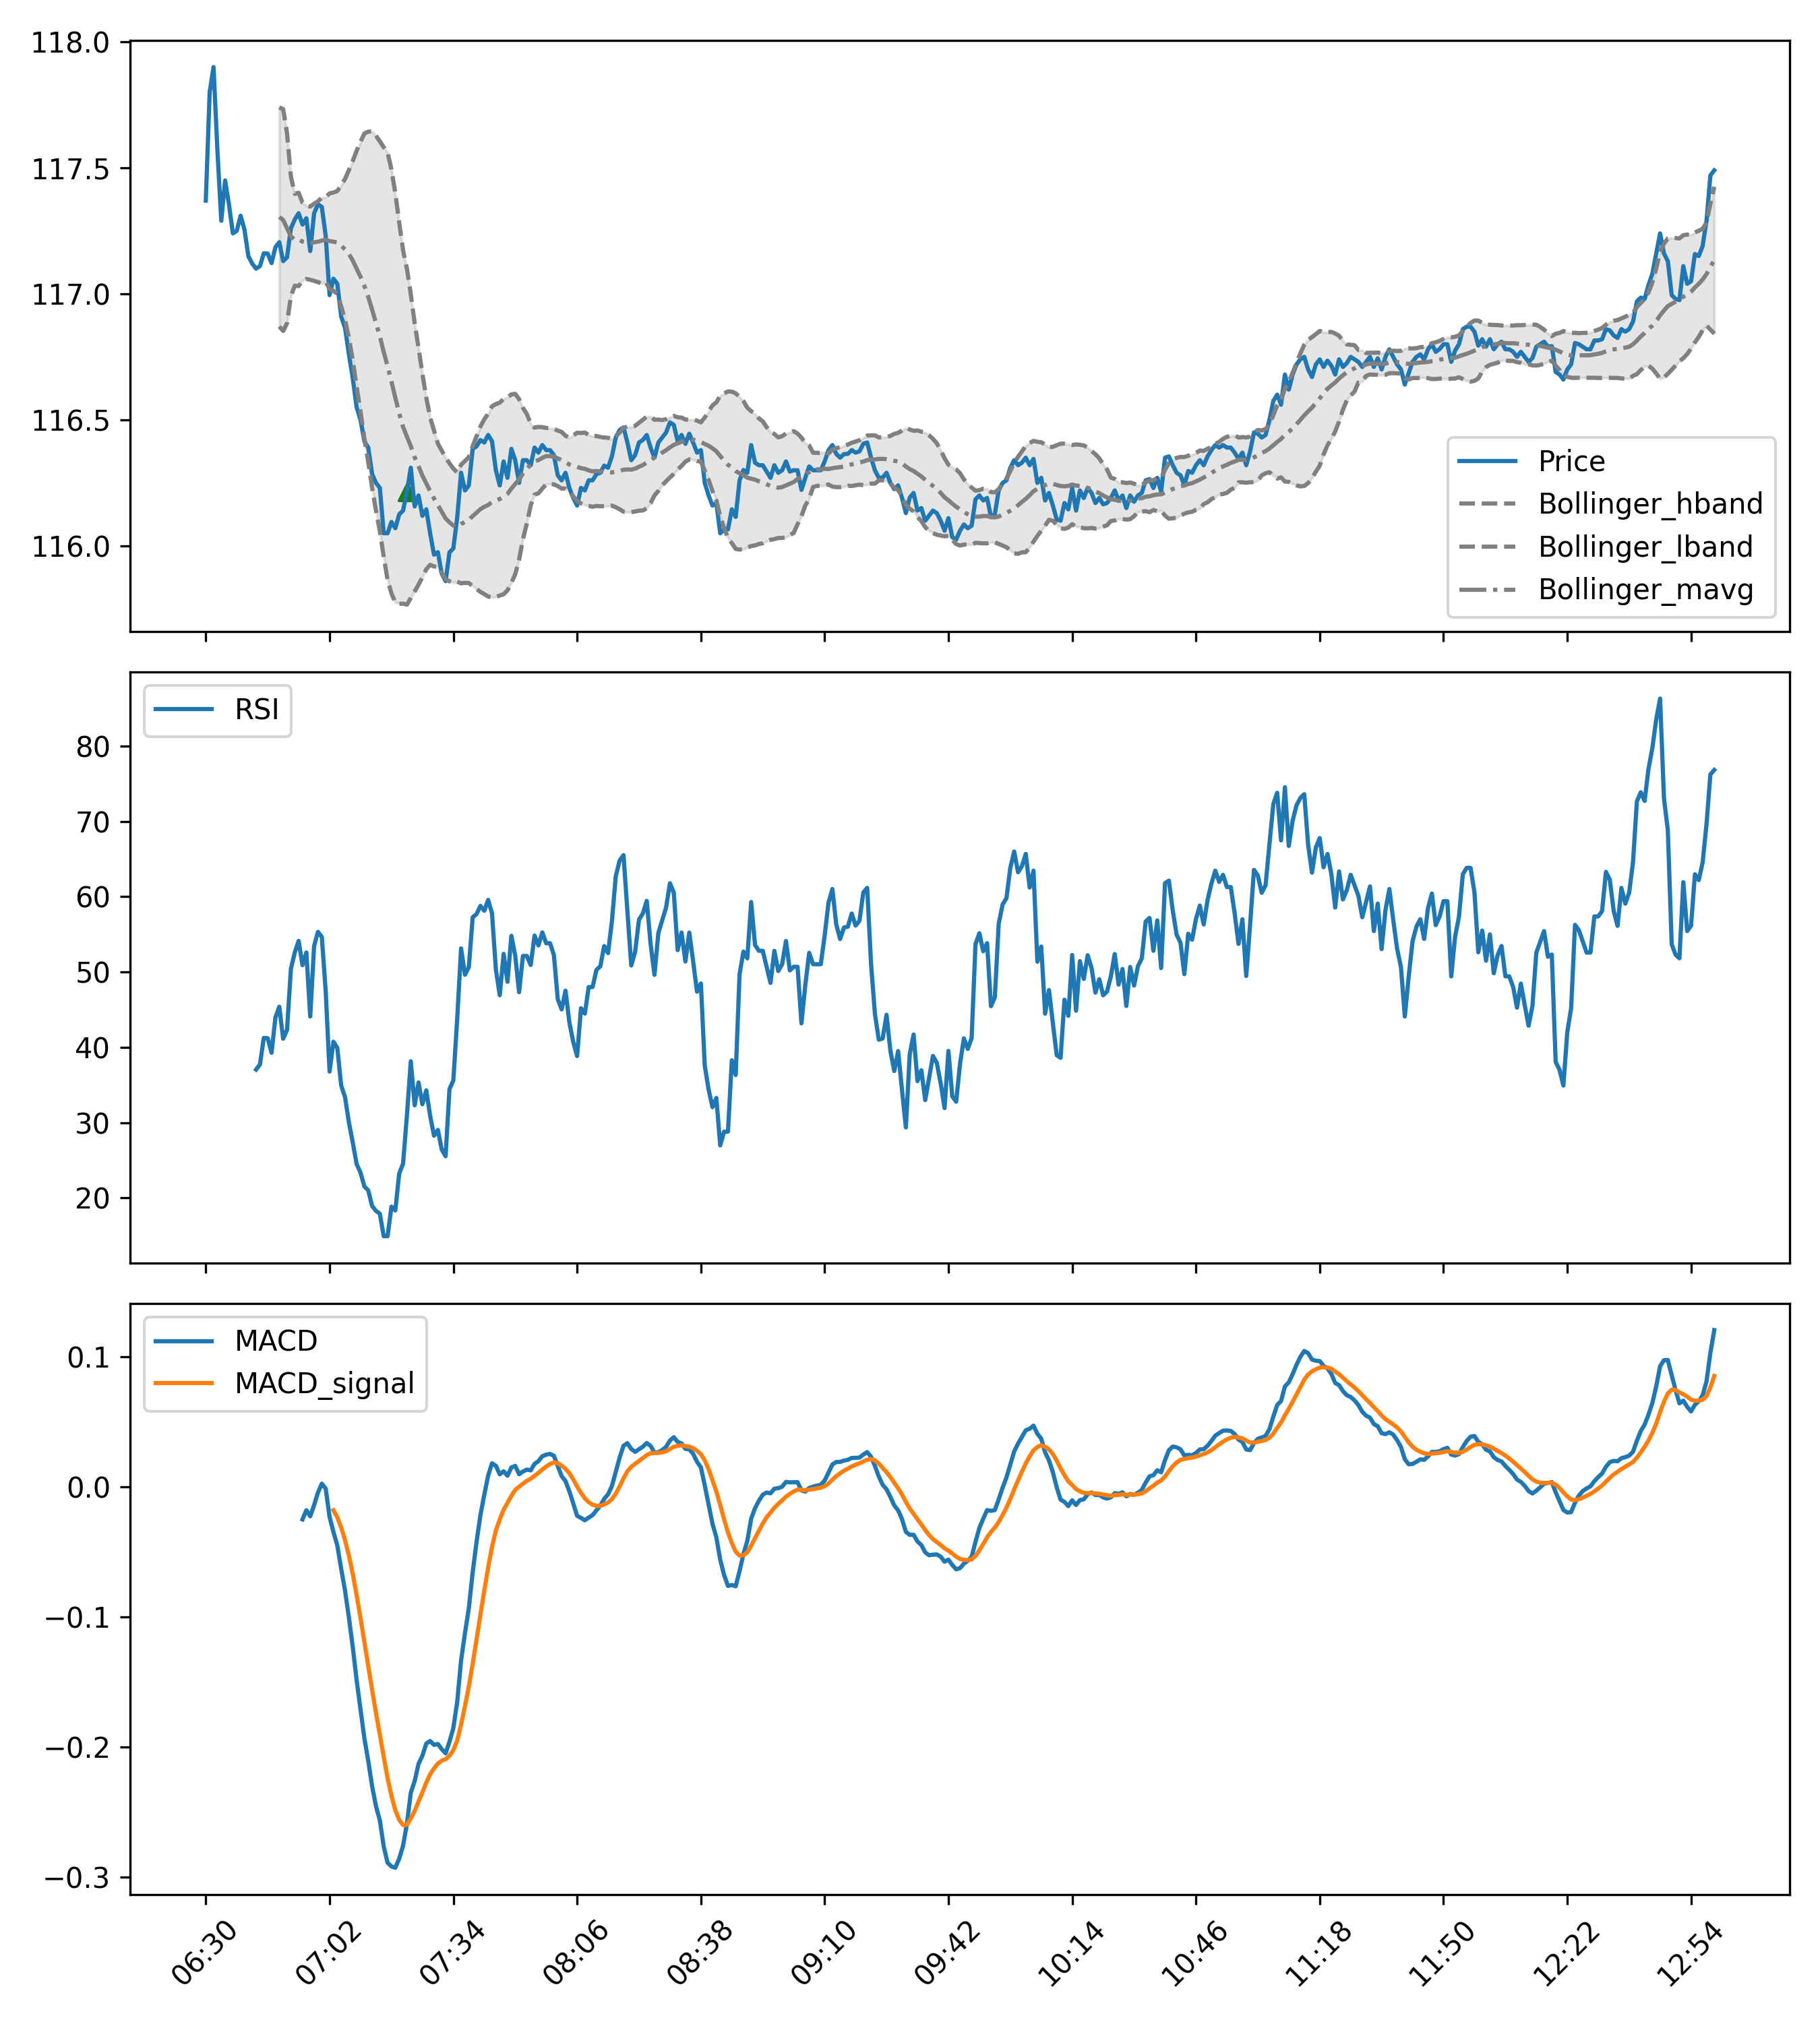 118.0
117.5
117.0
116.5
116.0
Price
Bollinger_hband
Bollinger_lband
Bollinger_mavg
RSI
80
70
60
50
40
30
20
MACD
MACD_signal
0.1
0.0
−0.1
−0.2
−0.3
06:30 07:02 07:34 08:06 08:38 09:10 09:42 10:14 10:46 11:18 11:50 12:22 12:54